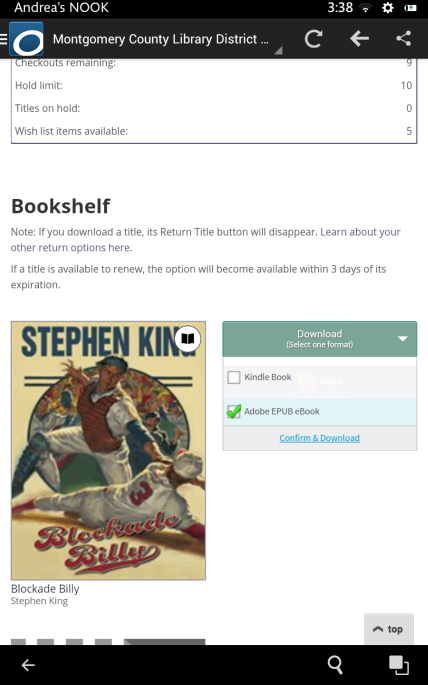 Andrea's NOOK 3:38
Montgomery County Library District ...
Checkouts remaining: 9
Hold limit: 10
Titles on hold: 0
Wish list items available: 5
Bookshelf
Note: If you download a title, its Return Title button will disappear. Learn about your
other return options here.
If a title is available to renew, the option will become available within 3 days of its
expiration.
STEPHEN KING
Blockade
Billy
Download
(Select one format)
Kindle Book
Read
Adobe EPUB eBook
Confirm & Download
Blockade Billy
Stephen King
top